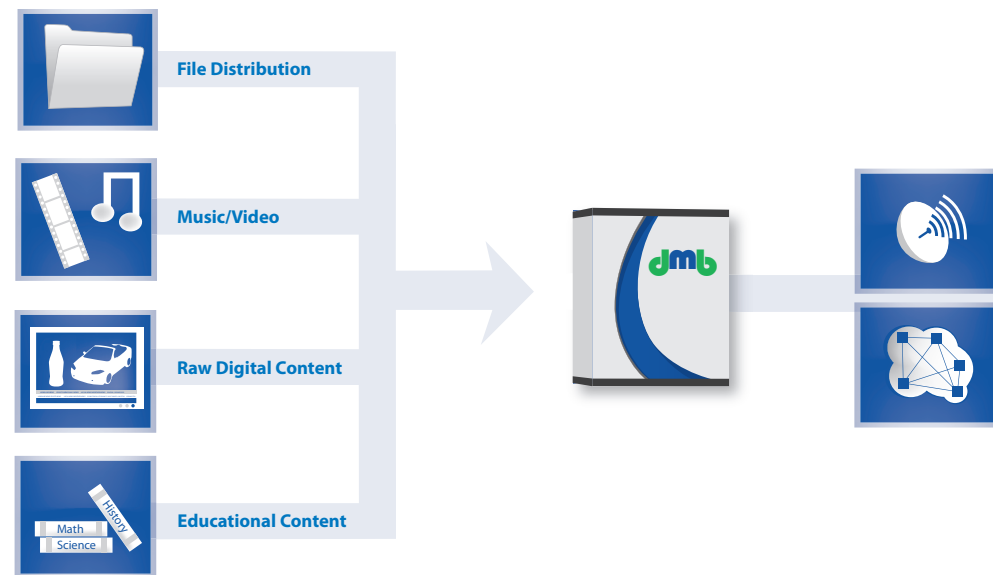 File Distribution
Music/Video
Raw Digital Content
Educational Content
History
Math
Science
dmb